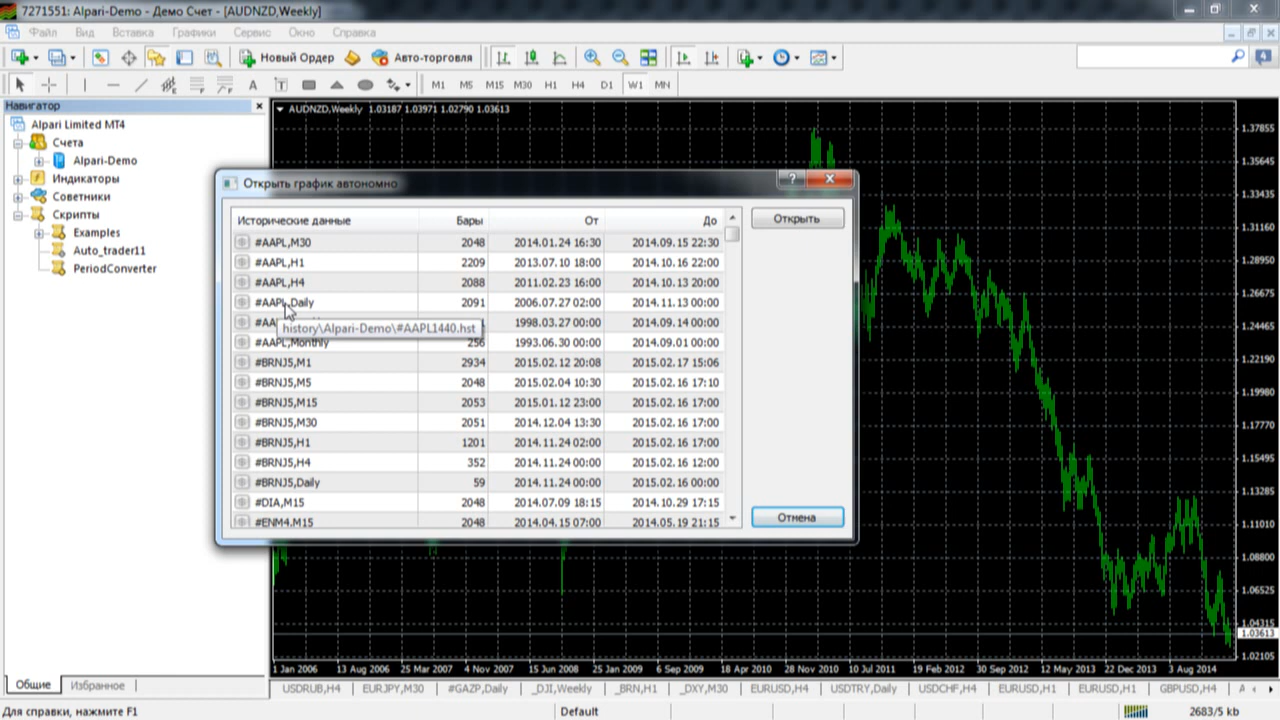 7271551: Alpari-Demo - Демо Счет - [AUDNZD,Weekly]
Файл Вид Вставка Графики Сервис Окно Справка
Новый Ордер Авто-торговля 4
A T M1 M5 M15 M30 H1 H4 D1 W1 MN
Навигатор
Alpari Limited MT4
Счета
Alpari-Demo
Индикаторы
Советники
Скрипты
Examples
Auto_trader11
PeriodConverter
Общие Избранное
AUDNZD,Weekly 1.03187 1.03971 1.02790 1.03613
Открыть график автономно
Исторические данные Бары От До
#AAPL,M30 2048 2014.01.24 16:30 2014.09.15 22:30
#AAPL,H1 2209 2013.07.10 18:00 2014.10.16 22:00
#AAPL,H4 2088 2011.02.23 16:00 2014.10.13 20:00
#AAPL,Daily 2091 2006.07.27 00:00 2014.11.13 00:00
1998.03.27 00:00 2014.09.14 00:00
history\Alpari-Demo\#AAPL1440.hst
#AAPL,Monthly 256 1993.06.30 00:00 2014.09.01 00:00
#BRNJ5,M1 2934 2015.02.12 20:08 2015.02.17 15:06
#BRNJ5,M5 2048 2015.02.04 10:30 2015.02.16 17:10
#BRNJ5,M15 2053 2015.01.12 23:00 2015.02.16 17:00
#BRNJ5,M30 2051 2014.12.04 13:30 2015.02.16 17:00
#BRNJ5,H1 1201 2014.11.24 02:00 2015.02.16 17:00
#BRNJ5,H4 352 2014.11.24 00:00 2015.02.16 12:00
#BRNJ5,Daily 59 2014.11.24 00:00 2015.02.16 00:00
#DIA,M15 2048 2014.07.09 18:15 2014.10.29 17:15
#ENM4,M15 2048 2014.04.15 07:00 2014.05.19 21:15
Открыть
Отмена
1.37855
1.35645
1.33435
1.31160
1.28950
1.26675
1.24465
1.22190
1.19980
1.17770
1.15495
1.13285
1.11010
1.08800
1.06525
1.04315
1.03613
1.02105
1 Jan 2006 13 Aug 2006 25 Mar 2007 4 Nov 2007 15 Jun 2008 25 Jan 2009 6 Sep 2009 18 Apr 2010 28 Nov 2010 10 Jul 2011 19 Feb 2012 30 Sep 2012 12 May 2013 22 Dec 2013 3 Aug 2014
USDRUB,H4 EURJPY,M30 #GAZP,Daily _DJI,Weekly _BRN,H1 _DXY,M30 EURUSD,H4 USDTRY,Daily USDCHF,H4 EURUSD,H1 EURUSD,H1 GBPUSD,H4
Для справки, нажмите F1 Default 2683/5 kb